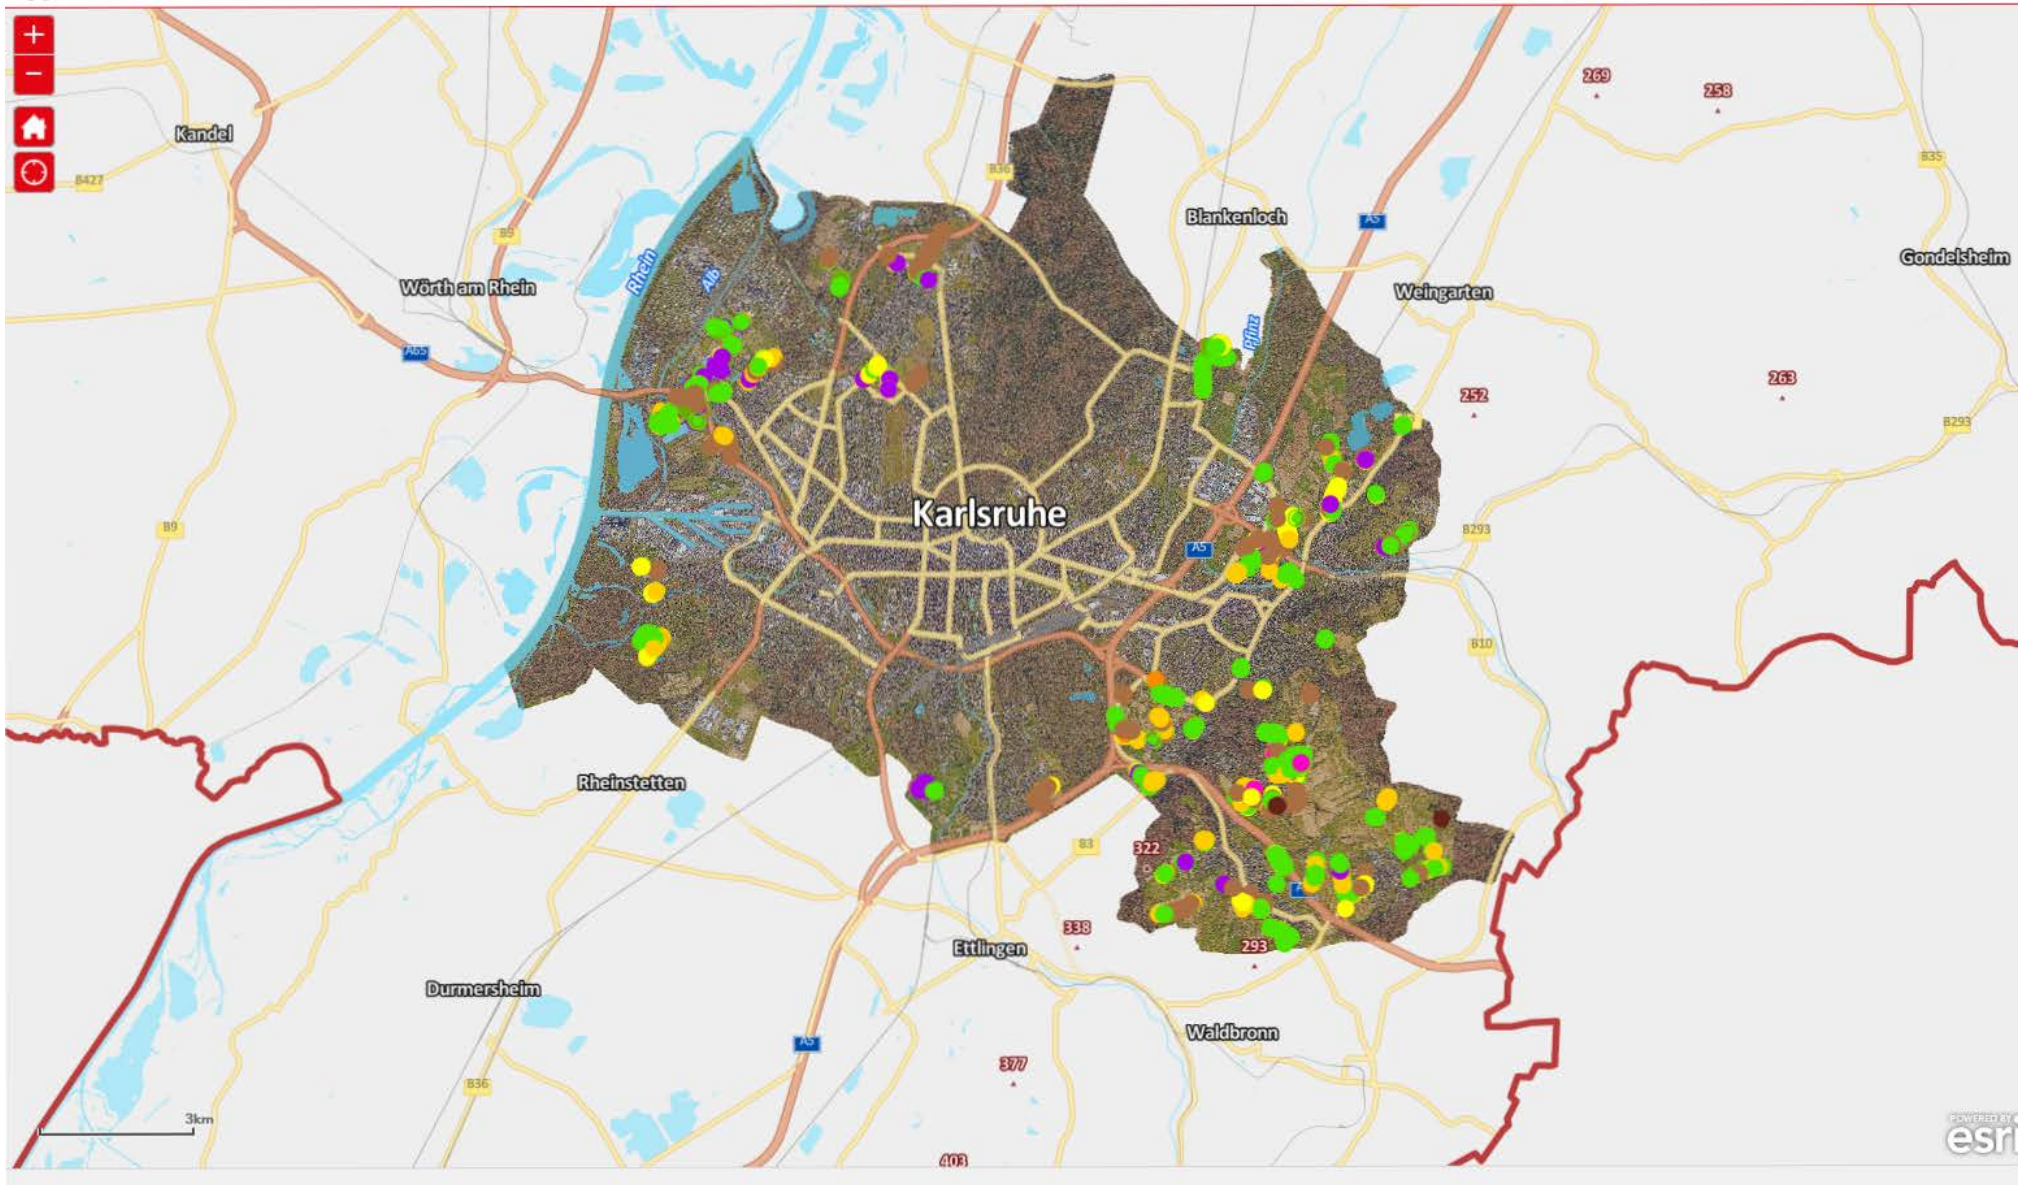 +
−
269
258
Kandel
B36
B35
B427
Blankenloch
A5
B9
Gondelsheim
Rhein
Alb
Wörth am Rhein
Weingarten
Pfinz
A65
263
252
B293
Karlsruhe
B9
B293
A5
B10
Rheinstetten
B3
322
338
Ettlingen
293
Durmersheim
Waldbronn
A5
377
B36
3km
POWERED BY
esri
403